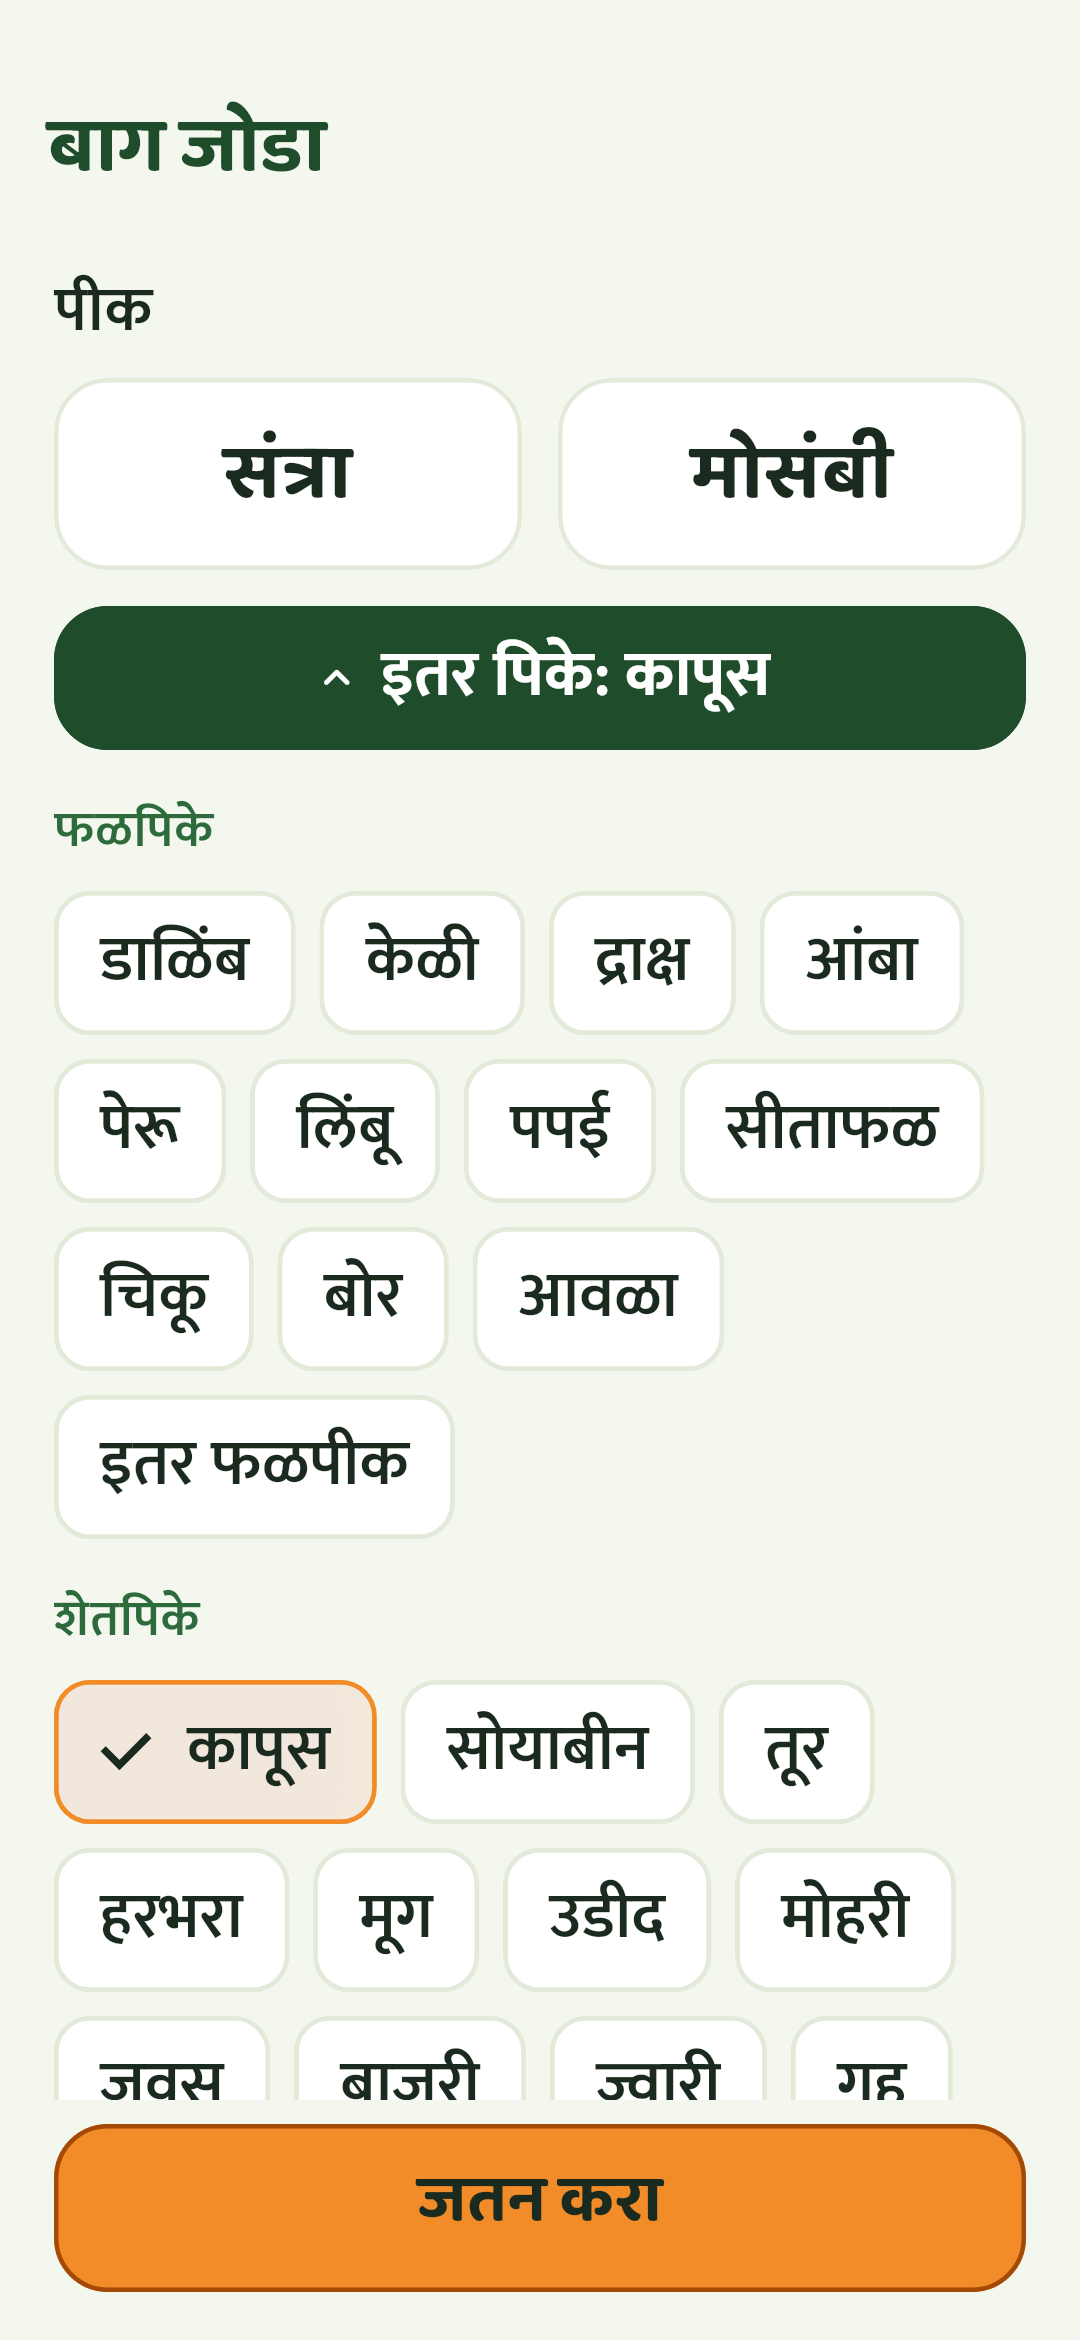 बाग जोडा
पीक
संत्रा मोसंबी
इतर पिके: कापूस
फळपिके
डाळिंब केळी द्राक्ष आंबा
पेरू लिंबू पपई सीताफळ
चिकू बोर आवळा
इतर फळपीक
शेतपिके
कापूस सोयाबीन तूर
हरभरा मूग उडीद मोहरी
जवस बाजरी ज्वारी
जतन करा